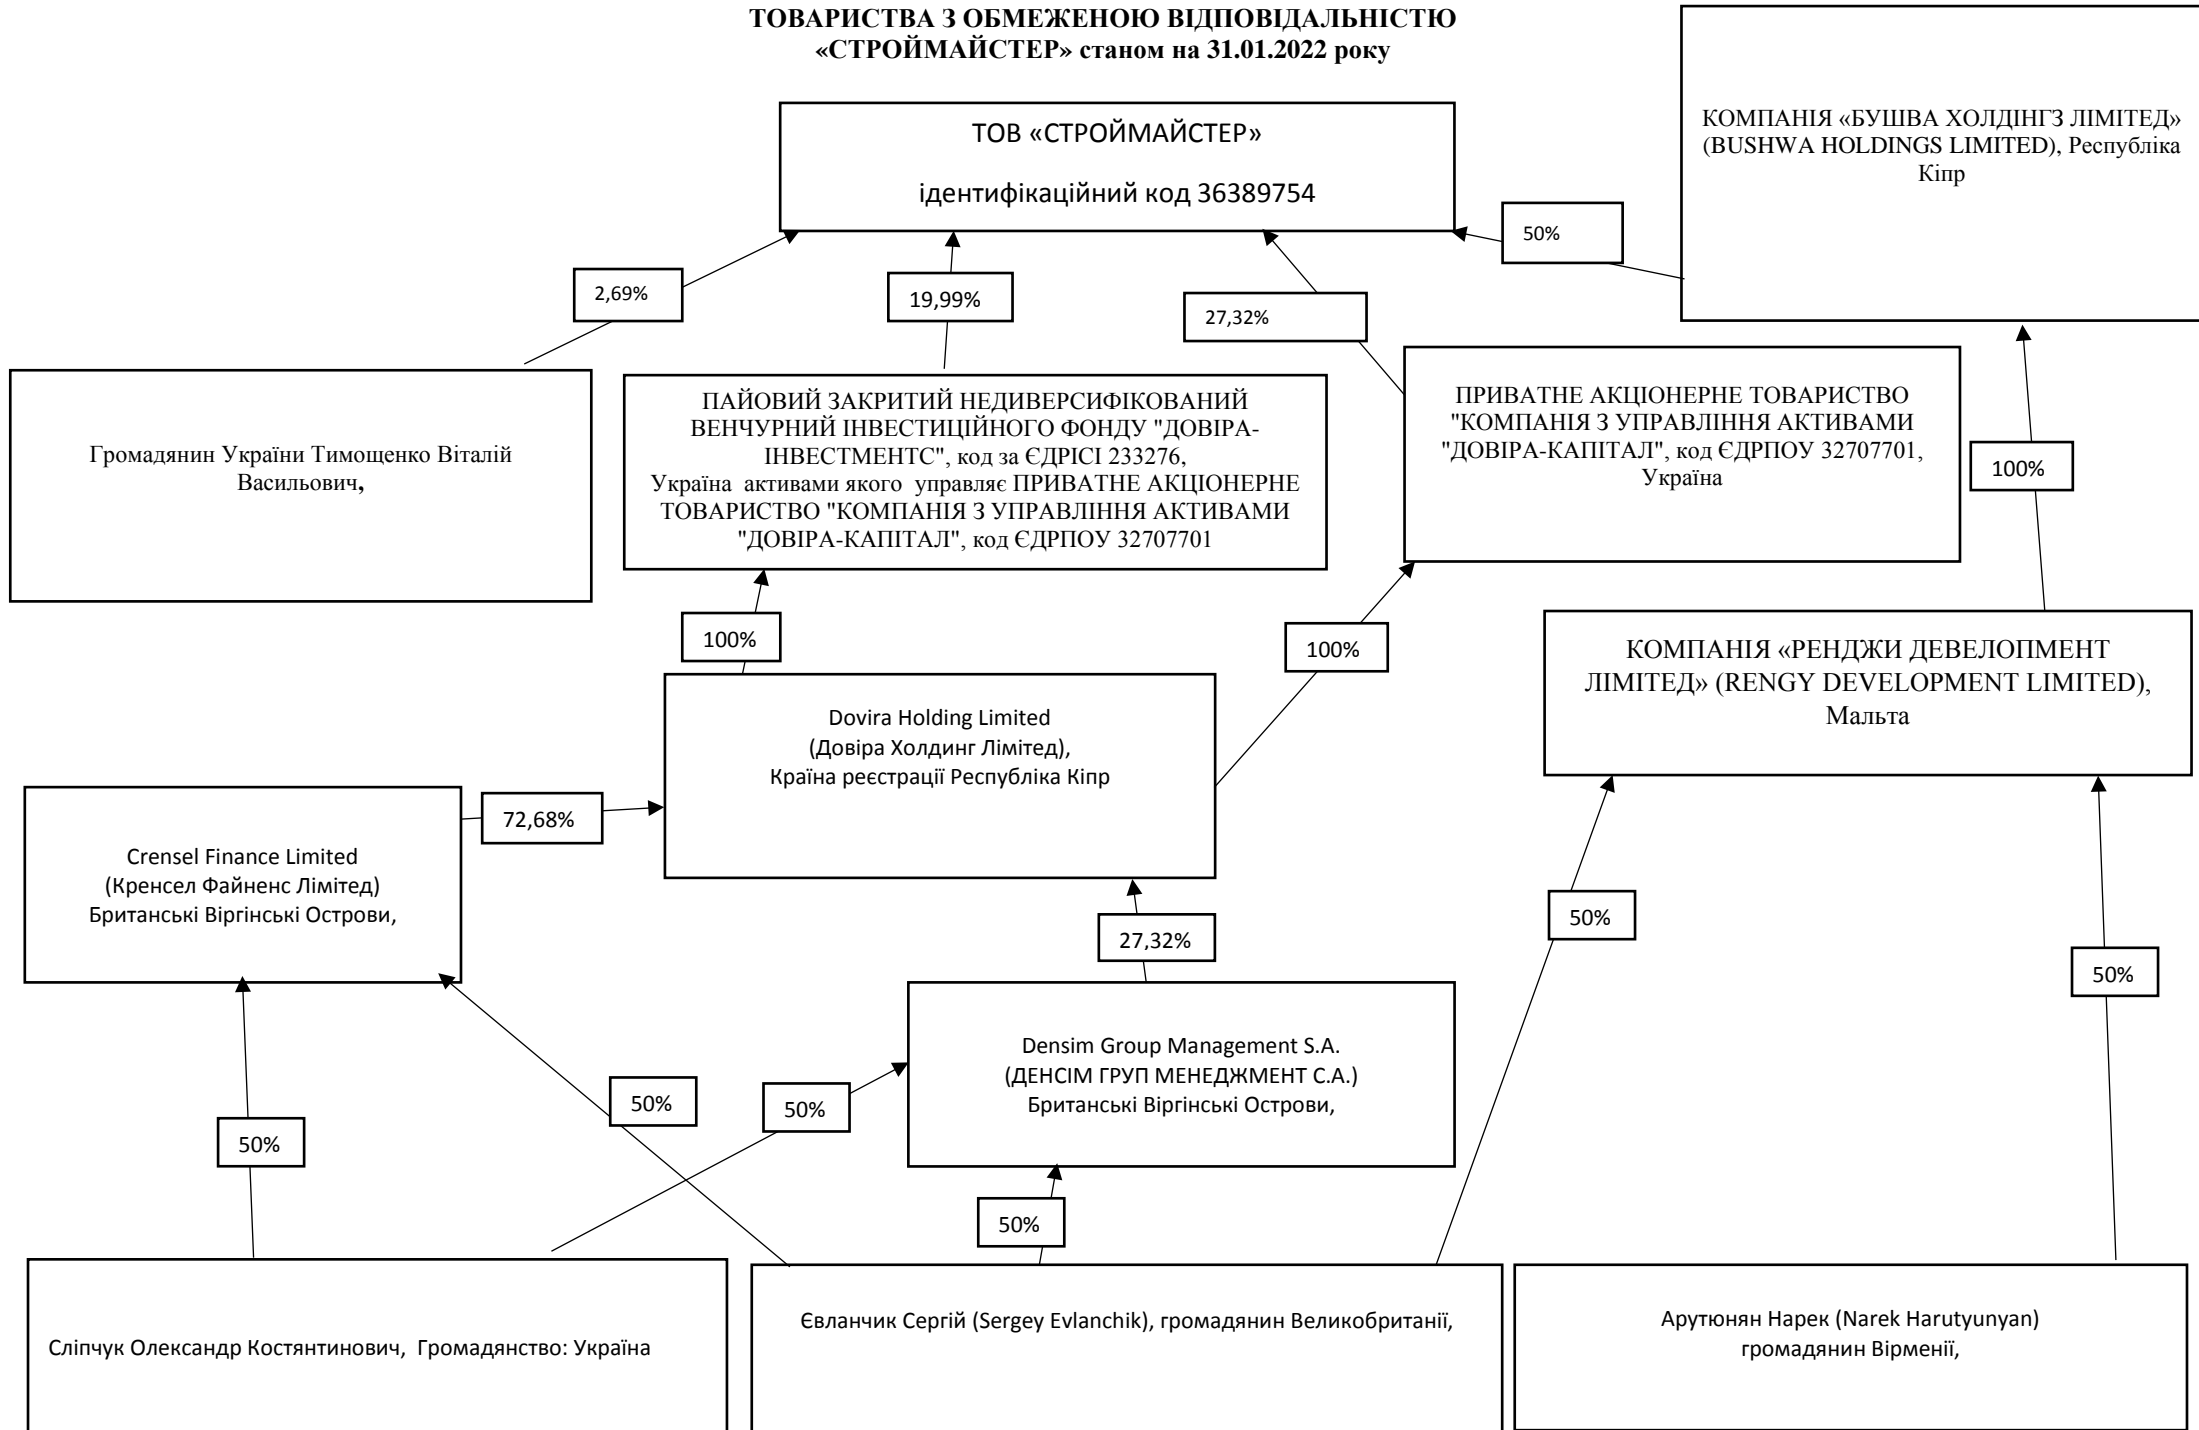 ТОВАРИСТВА З ОБМЕЖЕНОЮ ВІДПОВІДАЛЬНІСТЮ
«СТРОЙМАЙСТЕР» станом на 31.01.2022 року
ТОВ «СТРОЙМАЙСТЕР»
ідентифікаційний код 36389754
КОМПАНІЯ «БУШВА ХОЛДІНГЗ ЛІМІТЕД»
(BUSHWA HOLDINGS LIMITED), Республіка
Кіпр
50%
2,69%
19,99%
27,32%
Громадянин України Тимощенко Віталій
Васильович,
ПАЙОВИЙ ЗАКРИТИЙ НЕДИВЕРСИФІКОВАНИЙ
ВЕНЧУРНИЙ ІНВЕСТИЦІЙНОГО ФОНДУ "ДОВІРА-
ІНВЕСТМЕНТС", код за ЄДРІСІ 233276,
Україна активами якого управляє ПРИВАТНЕ АКЦІОНЕРНЕ
ТОВАРИСТВО "КОМПАНІЯ З УПРАВЛІННЯ АКТИВАМИ
"ДОВІРА-КАПІТАЛ", код ЄДРПОУ 32707701
ПРИВАТНЕ АКЦІОНЕРНЕ ТОВАРИСТВО
"КОМПАНІЯ З УПРАВЛІННЯ АКТИВАМИ
"ДОВІРА-КАПІТАЛ", код ЄДРПОУ 32707701,
Україна
100%
100%
100%
КОМПАНІЯ «РЕНДЖИ ДЕВЕЛОПМЕНТ
ЛІМІТЕД» (RENGY DEVELOPMENT LIMITED),
Мальта
Dovira Holding Limited
(Довіра Холдинг Лімітед),
Країна реєстрації Республіка Кіпр
72,68%
Crensel Finance Limited
(Кренсел Файненс Лімітед)
Британські Віргінські Острови,
27,32%
50%
50%
Densim Group Management S.A.
(ДЕНСІМ ГРУП МЕНЕДЖМЕНТ С.А.)
Британські Віргінські Острови,
50%
50%
50%
50%
Сліпчук Олександр Костянтинович, Громадянство: Україна
Євланчик Сергій (Sergey Evlanchik), громадянин Великобританії,
Арутюнян Нарек (Narek Harutyunyan)
громадянин Вірменії,